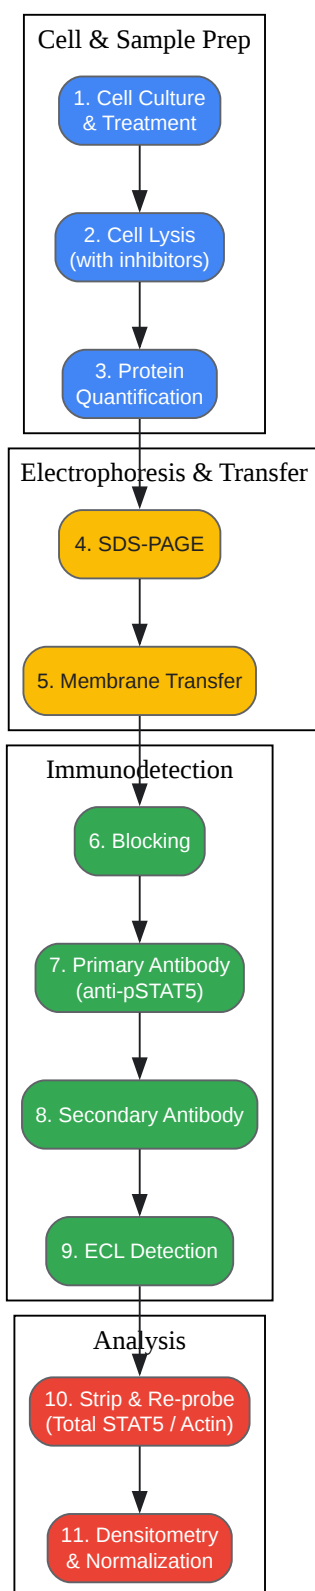 Cell & Sample Prep
1. Cell Culture
& Treatment
2. Cell Lysis
(with inhibitors)
3. Protein
Quantification
Electrophoresis & Transfer
4. SDS-PAGE
5. Membrane Transfer
Immunodetection
6. Blocking
7. Primary Antibody
(anti-pSTAT5)
8. Secondary Antibody
9. ECL Detection
Analysis
10. Strip & Re-probe
(Total STAT5 / Actin)
11. Densitometry
& Normalization